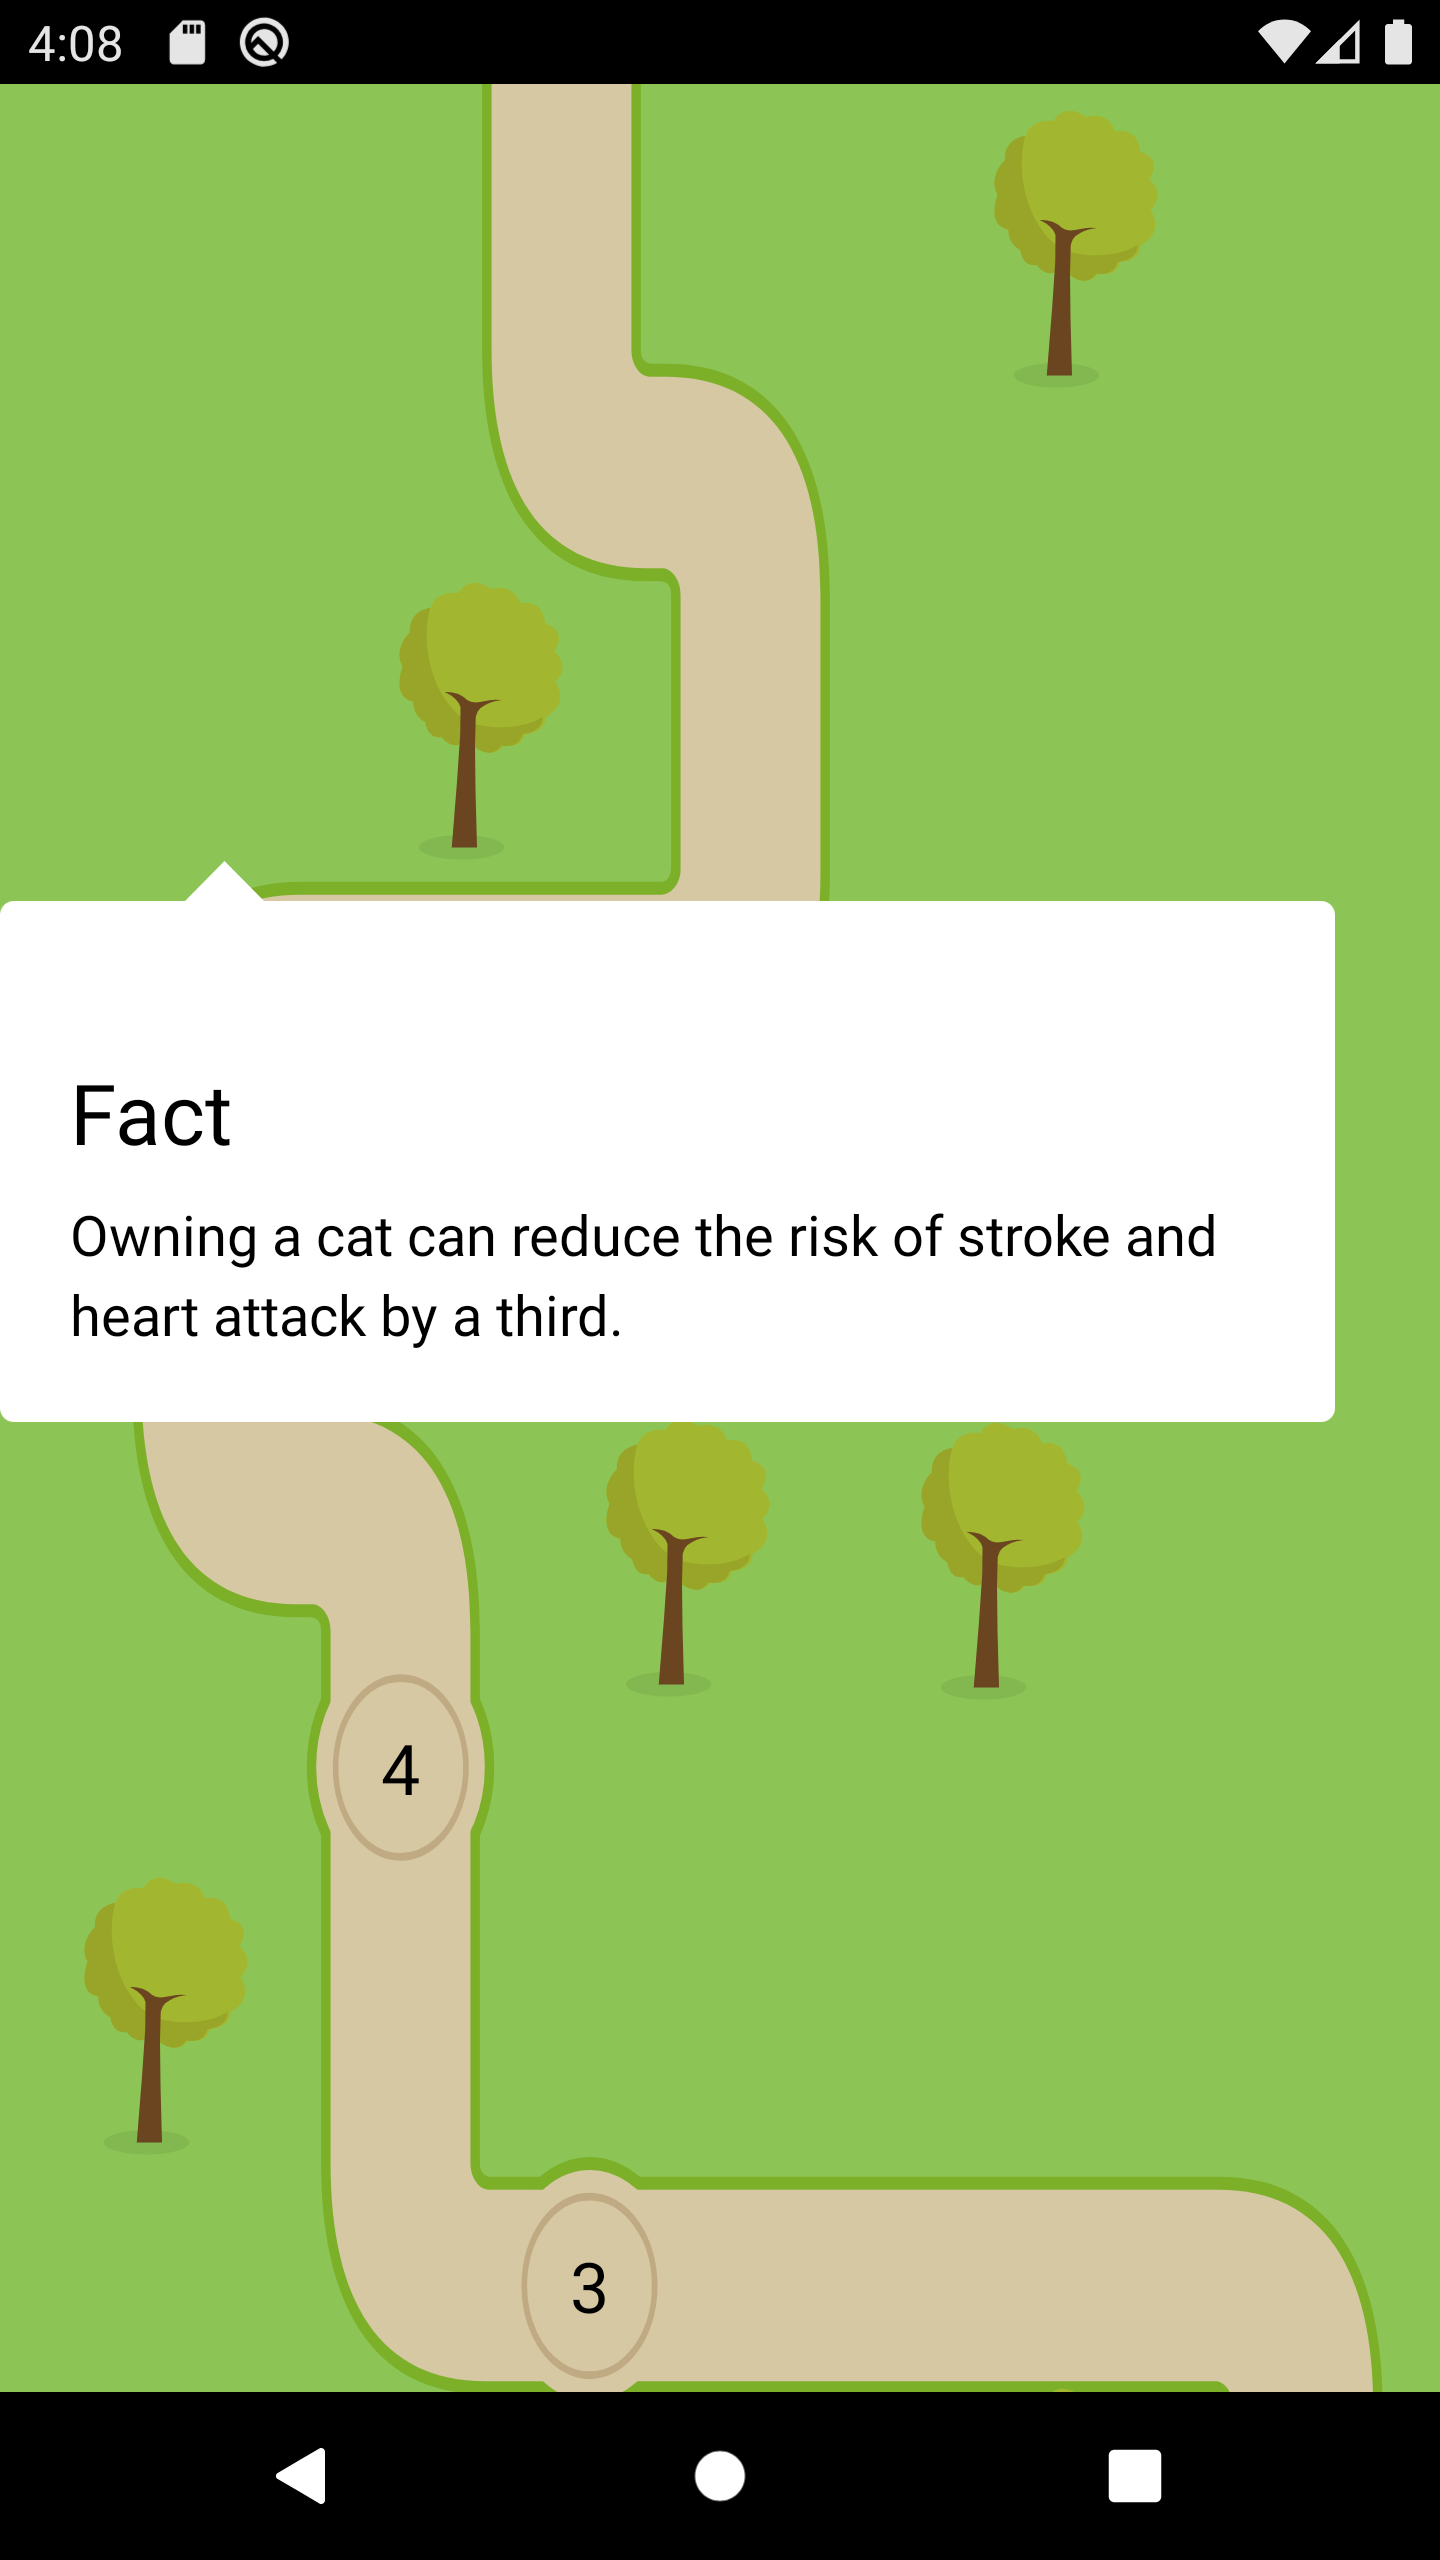 4:08
Fact
Owning a cat can reduce the risk of stroke and
heart attack by a third.
4
3